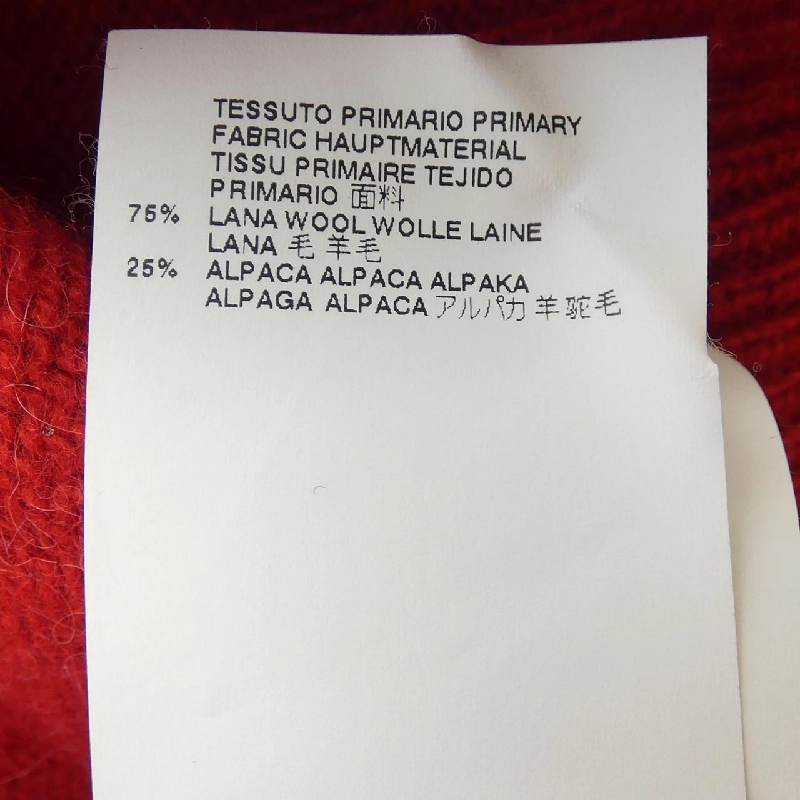 TESSUTO PRIMARIO PRIMARY
FABRIC HAUPTMATERIAL
TISSU PRIMAIRE TEJIDO
PRIMARIO 面料
75% LANA WOOL WOLLE LAINE
LANA 毛 羊毛
25% ALPACA ALPACA ALPAKA
ALPAGA ALPACA アルパカ 羊驼毛